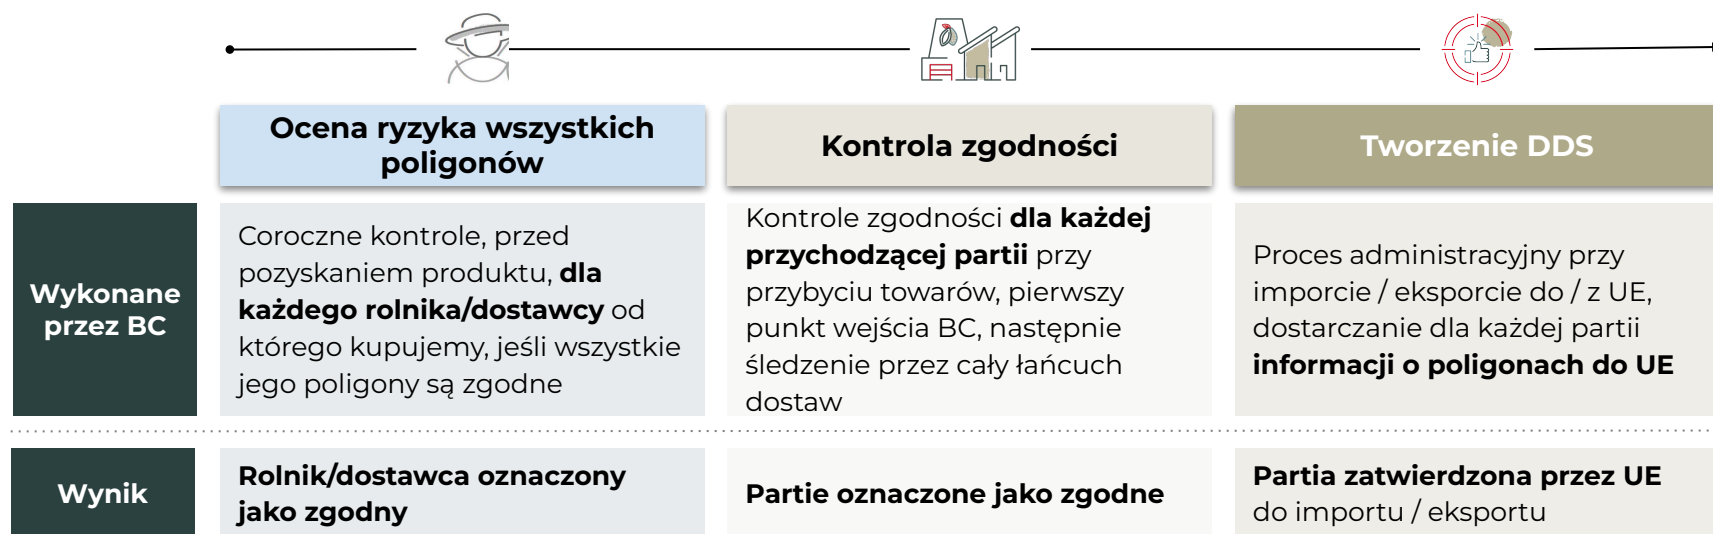 Ocena ryzyka wszystkich
poligonów
Kontrola zgodności
Tworzenie DDS
Wykonane
przez BC
Coroczne kontrole, przed
pozyskaniem produktu, dla
każdego rolnika/dostawcy od
którego kupujemy, jeśli wszystkie
jego poligony są zgodne
Kontrole zgodności dla każdej
przychodzącej partii przy
przybyciu towarów, pierwszy
punkt wejścia BC, następnie
śledzenie przez cały łańcuch
dostaw
Proces administracyjny przy
imporcie / eksporcie do / z UE,
dostarczanie dla każdej partii
informacji o poligonach do UE
Wynik
Rolnik/dostawca oznaczony
jako zgodny
Partie oznaczone jako zgodne
Partia zatwierdzona przez UE
do importu / eksportu